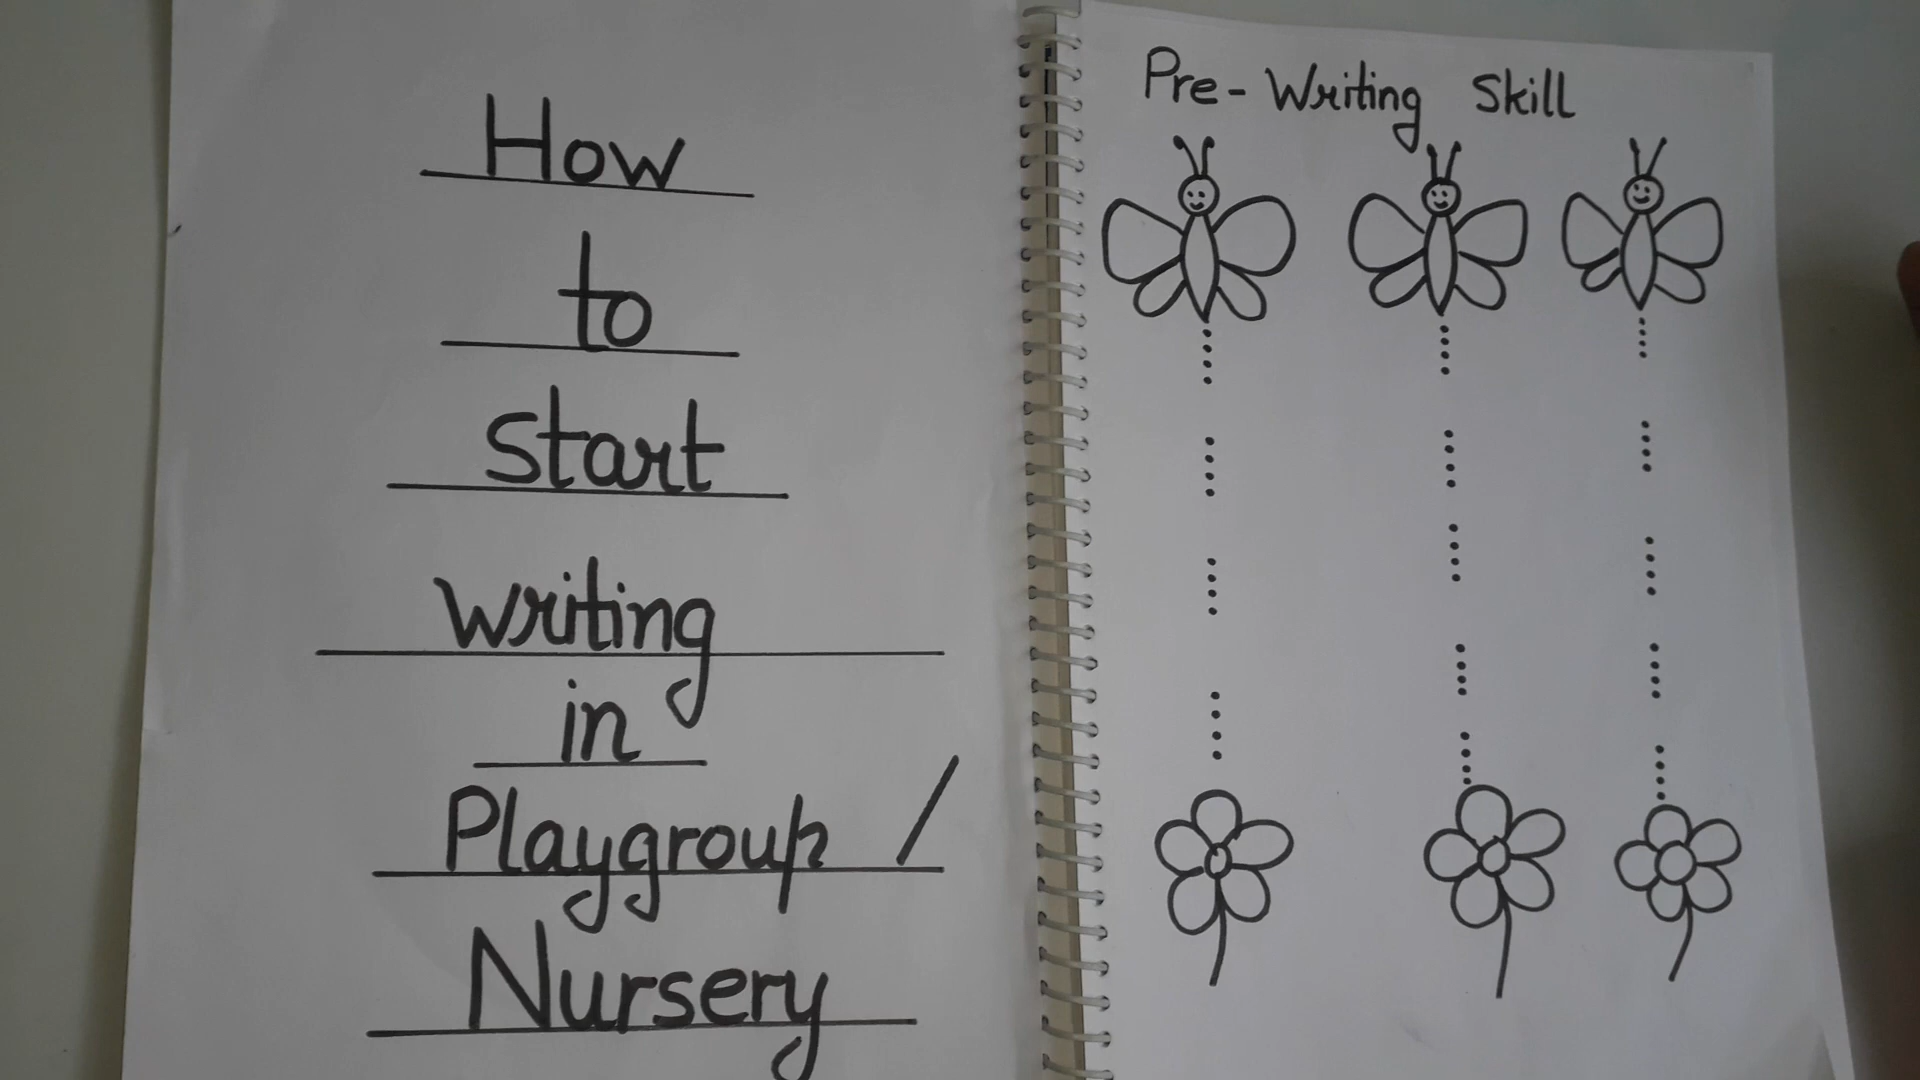 How
to
Start
Writing
in
Playgroup /
Nursery
Pre-Writing Skill